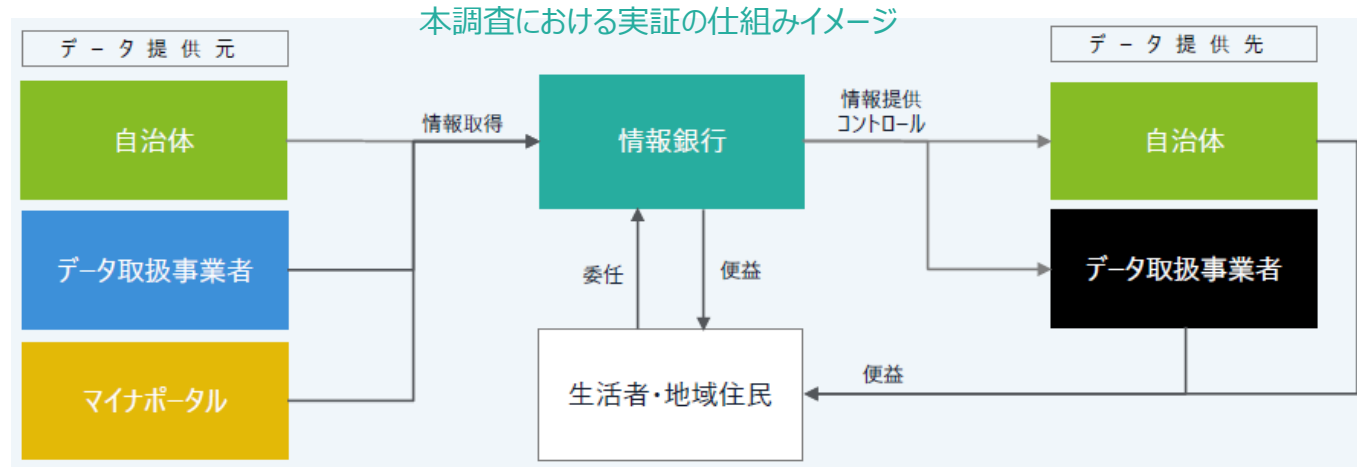 本調査における実証の仕組みイメージ
データ提供元
データ提供先
自治体
データ取扱事業者
マイナポータル
情報取得
情報銀行
委任
便益
生活者・地域住民
情報提供
コントロール
自治体
データ取扱事業者
便益